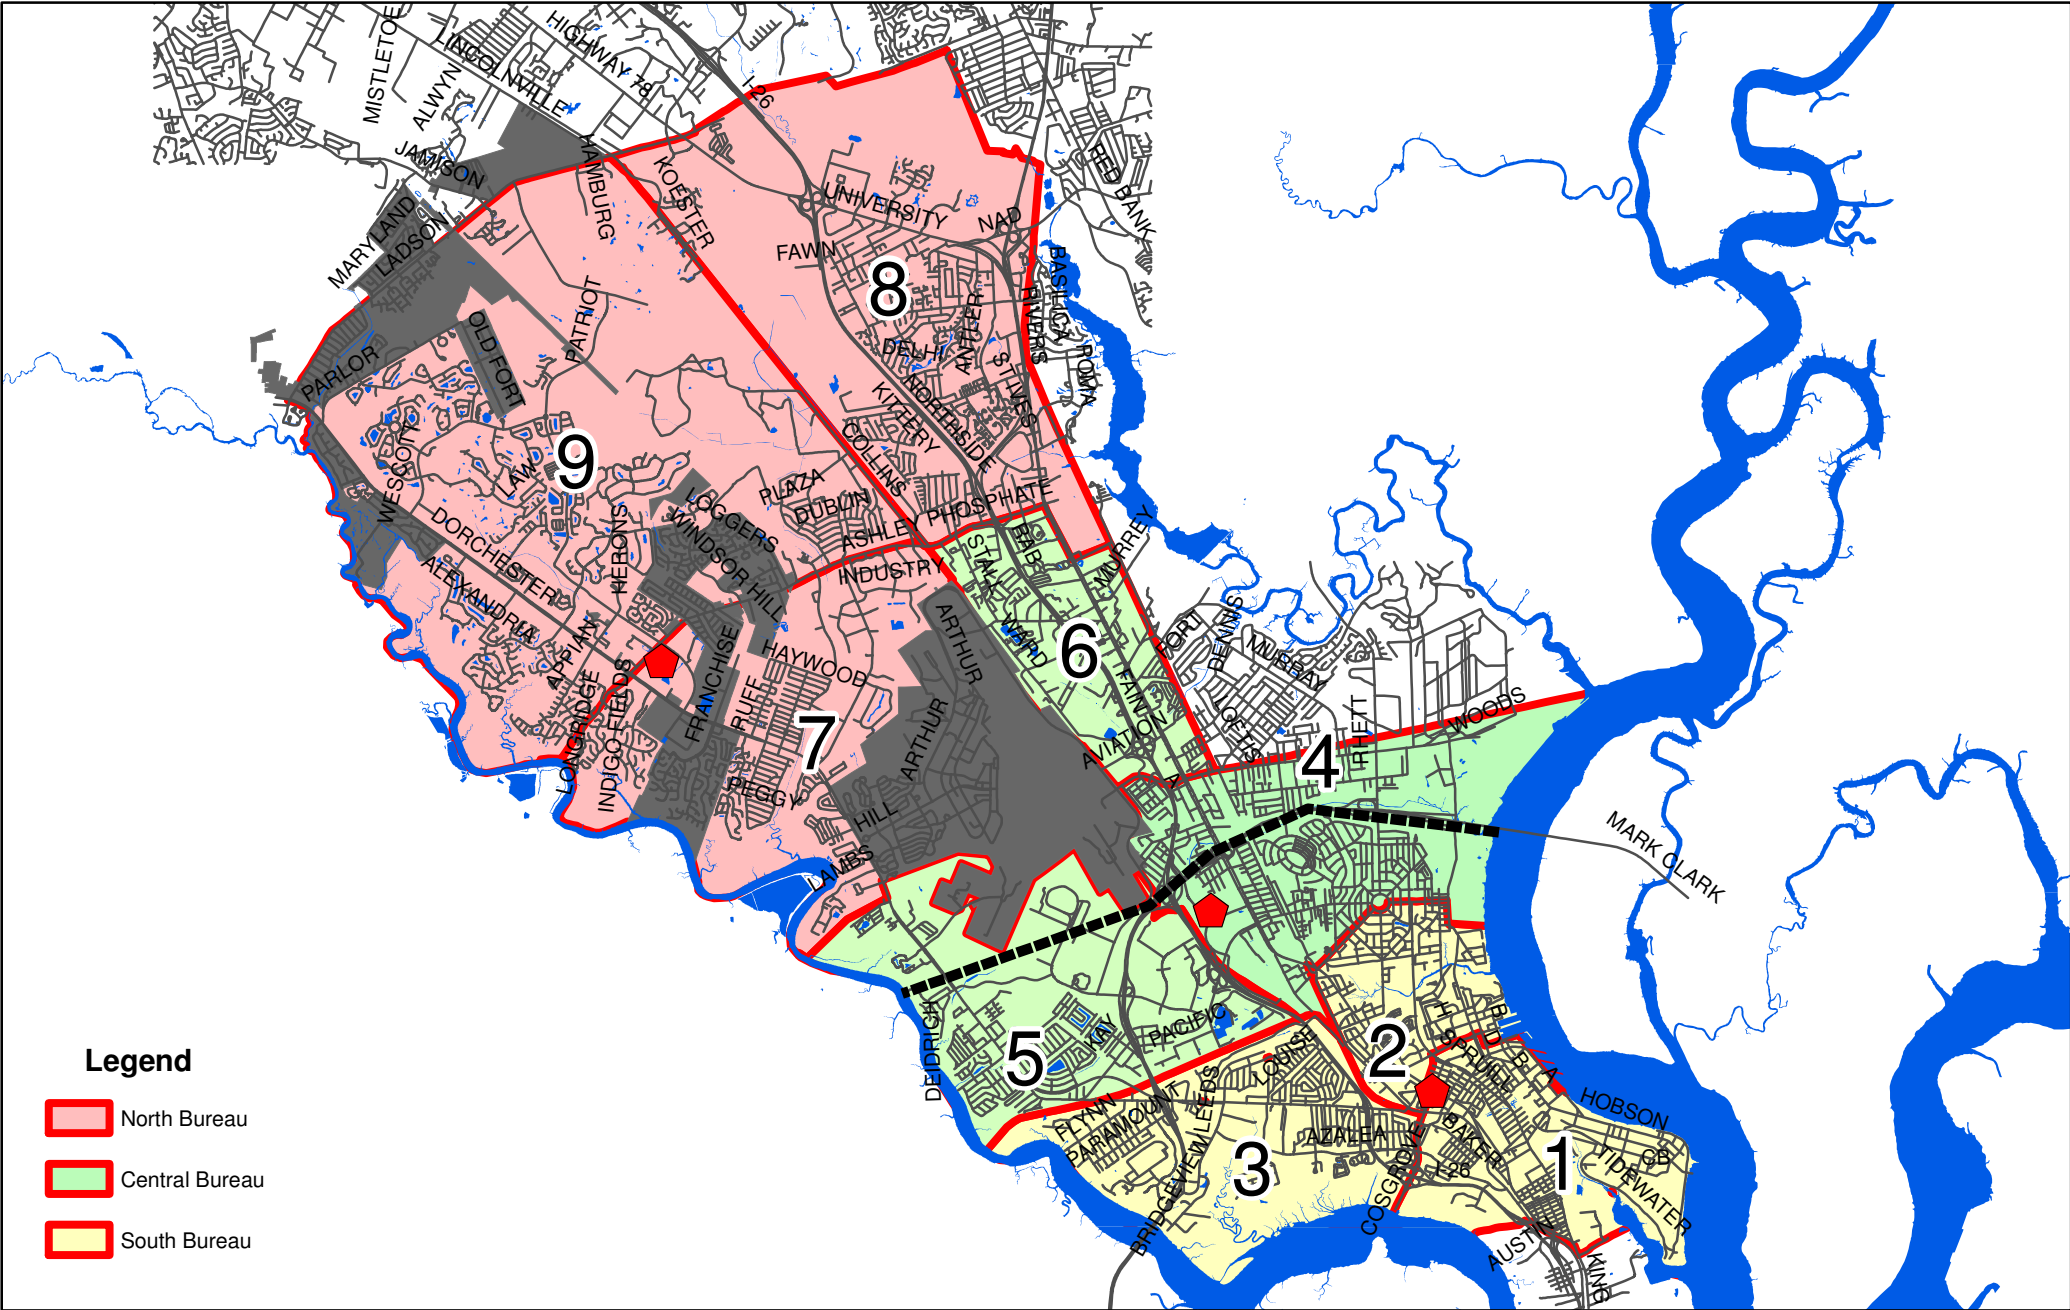 MISTLETOE
LINCOLNVILLE
HIGHWAY 78
ALWYN
I-26
JAMISON
HAMBURG
KOESTER
RED BANK
UNIVERSITY
NAD
MARYLAND
LADSON
FAWN
BASILICA
8
RIVERS
ANTLER
PATRIOT
OLD FORT
DELHI
STAVES
PARLOR
KITTERY
NORTHSIDE
COLLINS
WESCOTT
LAW
9
PLAZA
DUBLIN
LOGGERS
ASHLEY PHOSPHATE
WINDSOR HILL
DORCHESTER
HERONS
INDUSTRY
STALL
MURREY
ALEXANDRIA
ARTHUR
WARD
6
FORT
DENNIS
MURRAY
APPIAN
FRANCHISE
HAYWOOD
LONGRIDGE
INDIGO FIELDS
RUFF
7
ARTHUR
AVIATION
LOFTIS
RHETT
WOODS
4
PEGGY
HILL
MARK CLARK
LAMBS
DEIDRICH
5
KAY
PACIFIC
LOUISE
2
H
B
D
SPRUILL
B
A
HOBSON
FLYNN
PARAMOUNT
LEEDS
BRIDGEVIEW
3
AZALEA
COSGROVE
BAKER
I-26
1
CB
TIDEWATER
AUSTIN
KING
Legend
North Bureau
Central Bureau
South Bureau